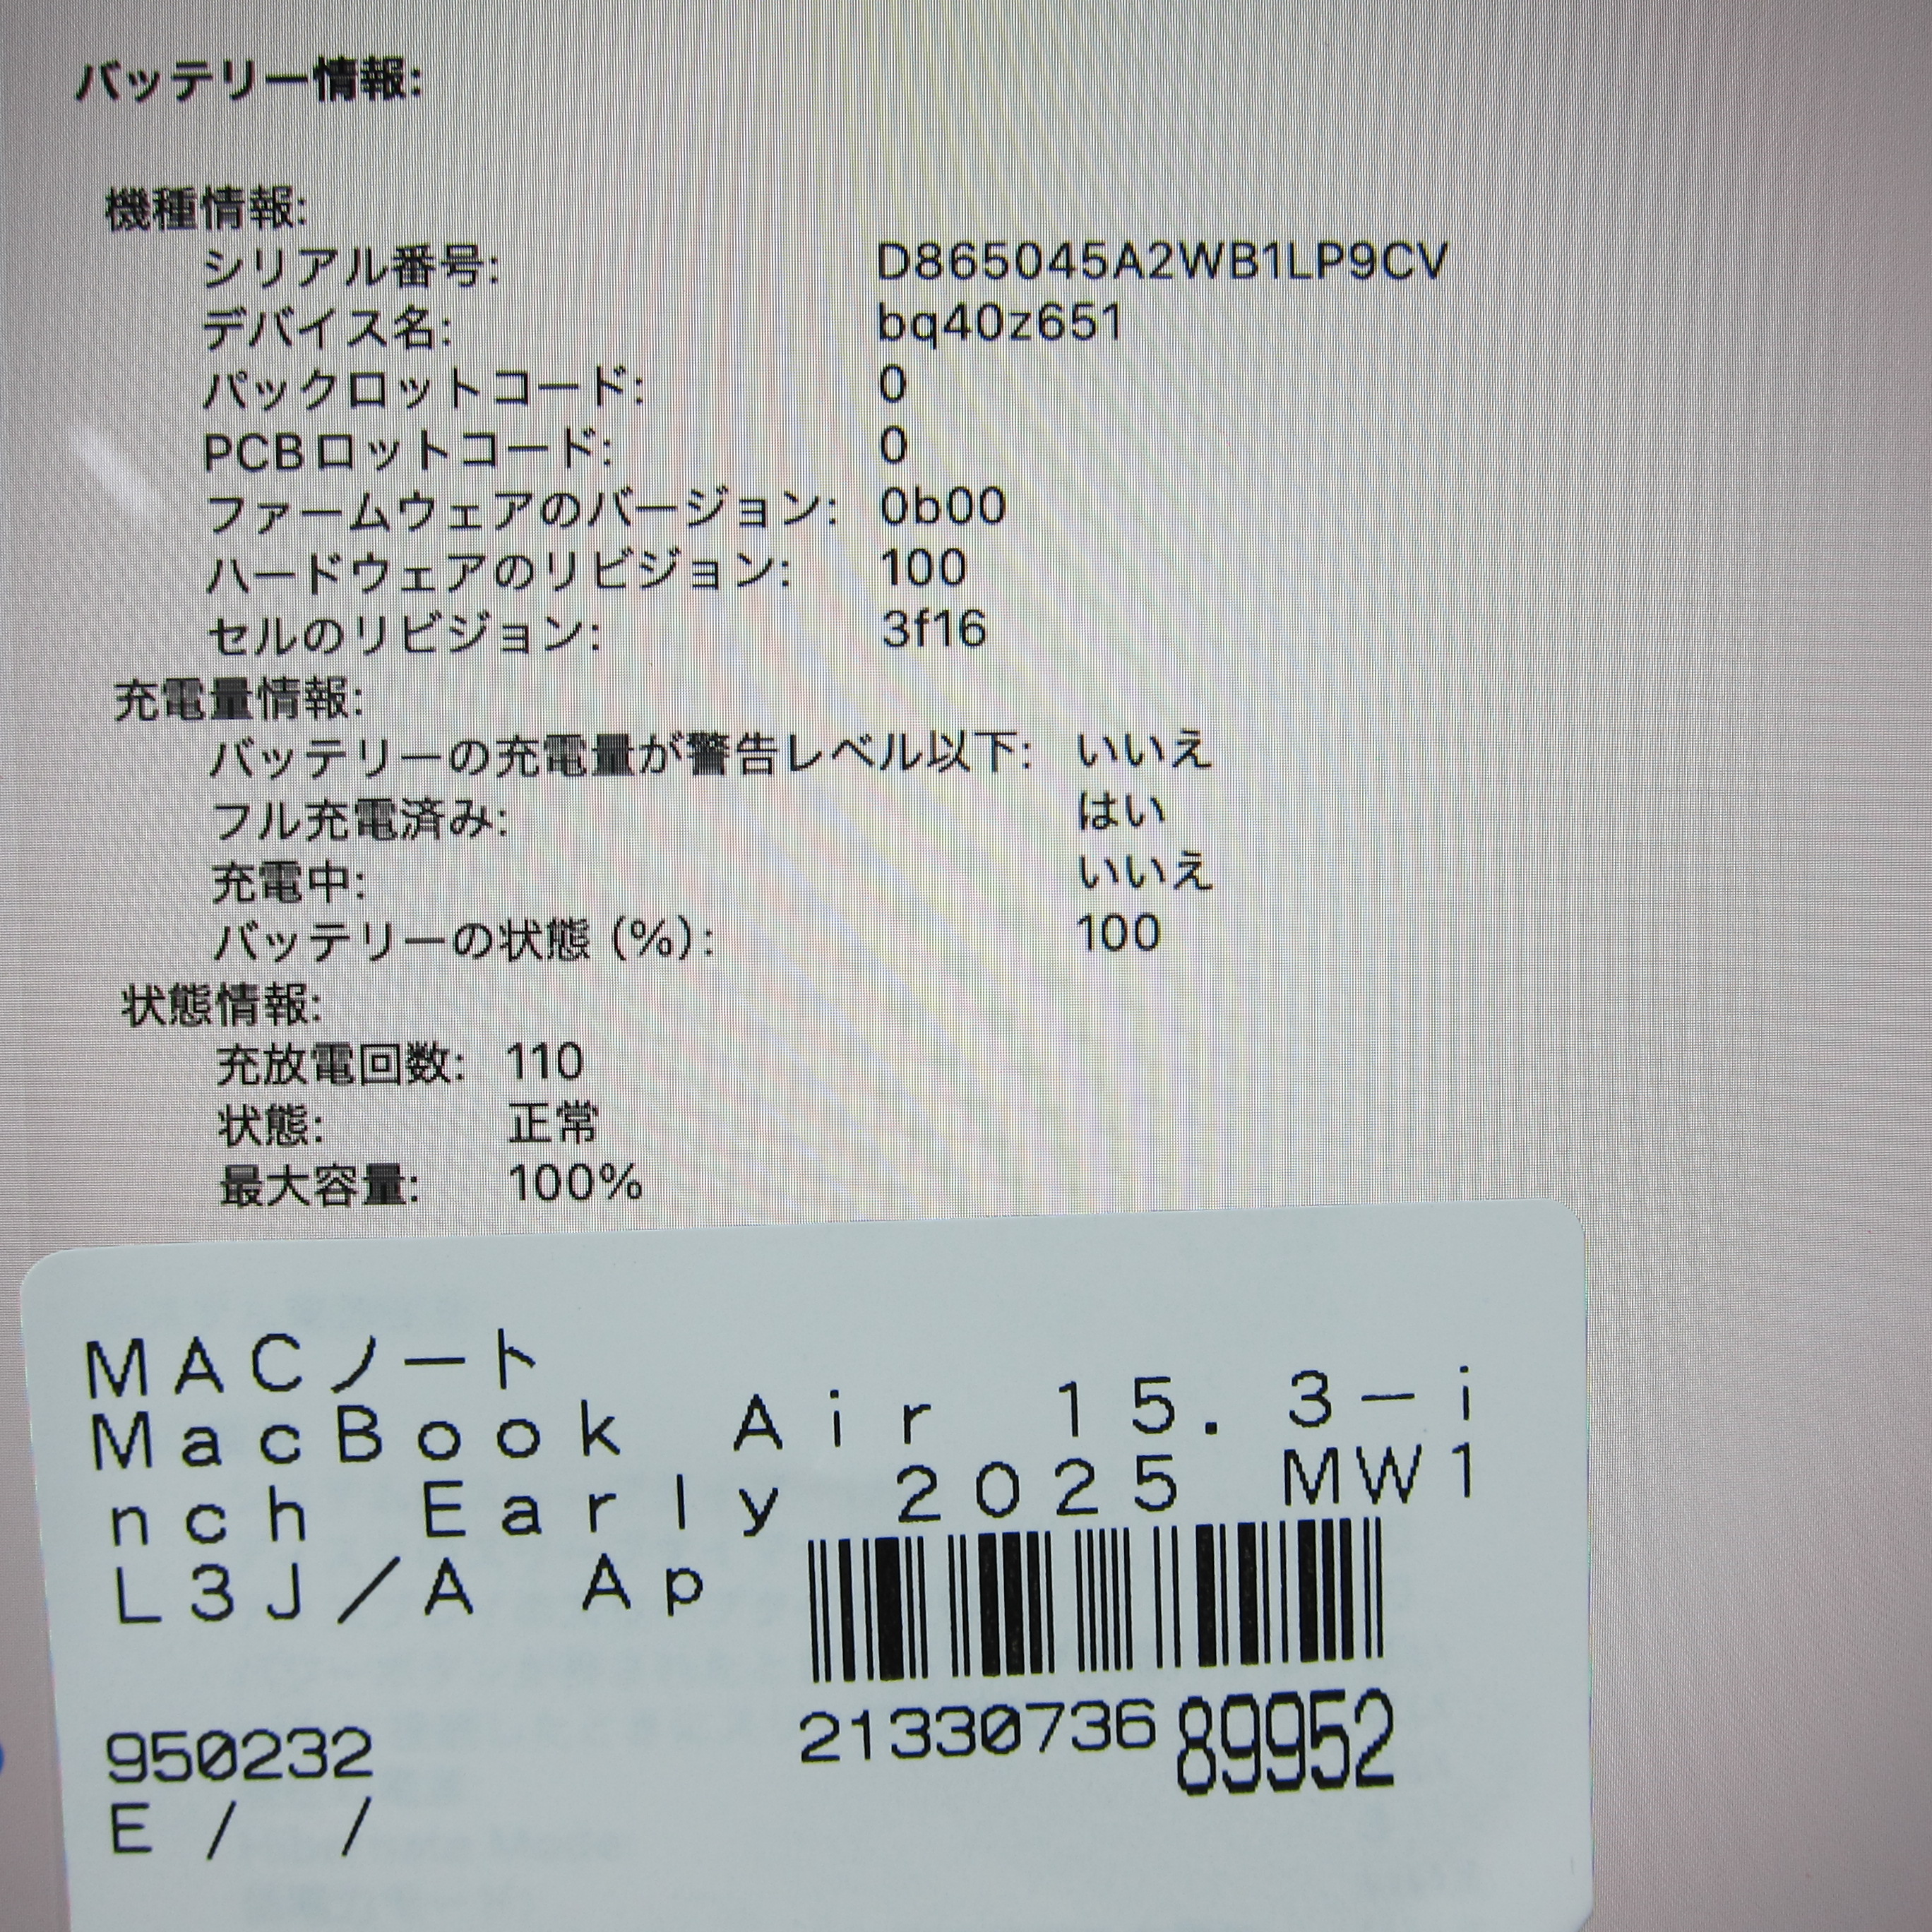 バッテリー情報:
機種情報:
シリアル番号: D865045A2WB1LP9CV
デバイス名: bq40z651
パックロットコード: 0
PCBロットコード: 0
ファームウェアのバージョン: 0b00
ハードウェアのリビジョン: 100
セルのリビジョン: 3f16
充電量情報:
バッテリーの充電量が警告レベル以下: いいえ
フル充電済み: はい
充電中: いいえ
バッテリーの状態 (%): 100
状態情報:
充放電回数: 110
状態: 正常
最大容量: 100%
MACノート
MacBook Air 15.3-i
nch Early 2025 MW1
L3J/A Ap
2133073689952
950232
E / /